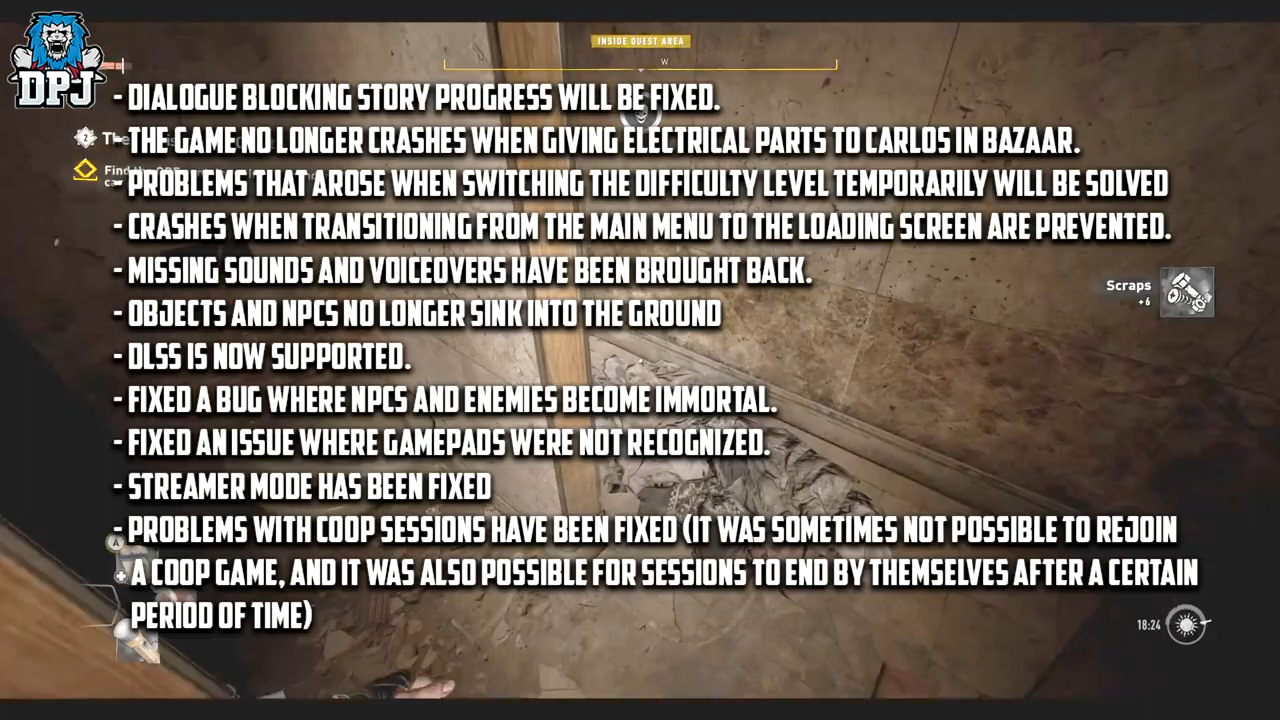 INSIDE QUEST AREA
W
DPJ
- DIALOGUE BLOCKING STORY PROGRESS WILL BE FIXED.
The
- THE GAME NO LONGER CRASHES WHEN GIVING ELECTRICAL PARTS TO CARLOS IN BAZAAR.
Find
- PROBLEMS THAT AROSE WHEN SWITCHING THE DIFFICULTY LEVEL TEMPORARILY WILL BE SOLVED
- CRASHES WHEN TRANSITIONING FROM THE MAIN MENU TO THE LOADING SCREEN ARE PREVENTED.
- MISSING SOUNDS AND VOICEOVERS HAVE BEEN BROUGHT BACK.
Scraps
+6
- OBJECTS AND NPCS NO LONGER SINK INTO THE GROUND
- DLSS IS NOW SUPPORTED.
- FIXED A BUG WHERE NPCS AND ENEMIES BECOME IMMORTAL.
- FIXED AN ISSUE WHERE GAMEPADS WERE NOT RECOGNIZED.
- STREAMER MODE HAS BEEN FIXED
- PROBLEMS WITH COOP SESSIONS HAVE BEEN FIXED (IT WAS SOMETIMES NOT POSSIBLE TO REJOIN
A
A COOP GAME, AND IT WAS ALSO POSSIBLE FOR SESSIONS TO END BY THEMSELVES AFTER A CERTAIN
PERIOD OF TIME)
18:24